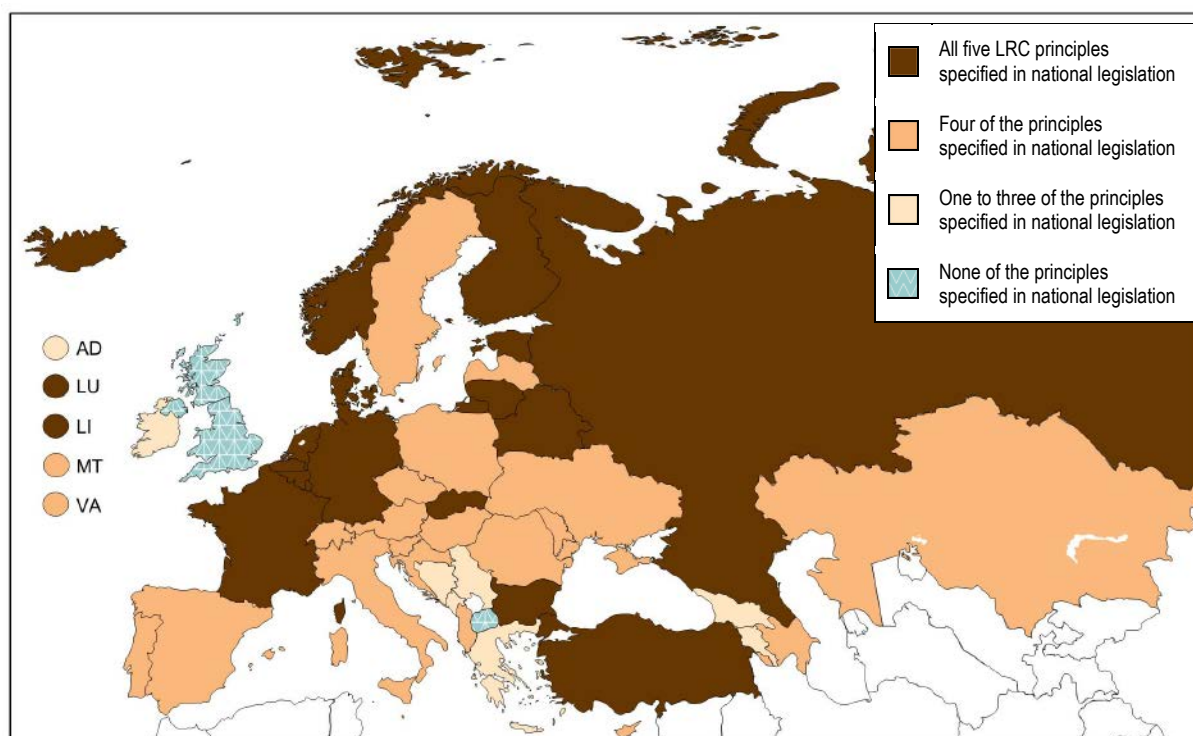 All five LRC principles
specified in national legislation
Four of the principles
specified in national legislation
One to three of the principles
specified in national legislation
None of the principles
specified in national legislation
AD
LU
LI
MT
VA